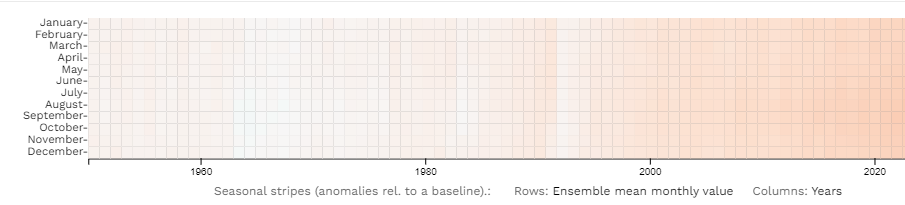 January-
February-
March-
April-
May-
June-
July-
August-
September-
October-
November-
December-
1960 1980 2000 2020
Seasonal stripes (anomalies rel. to a baseline).: Rows: Ensemble mean monthly value Columns: Years